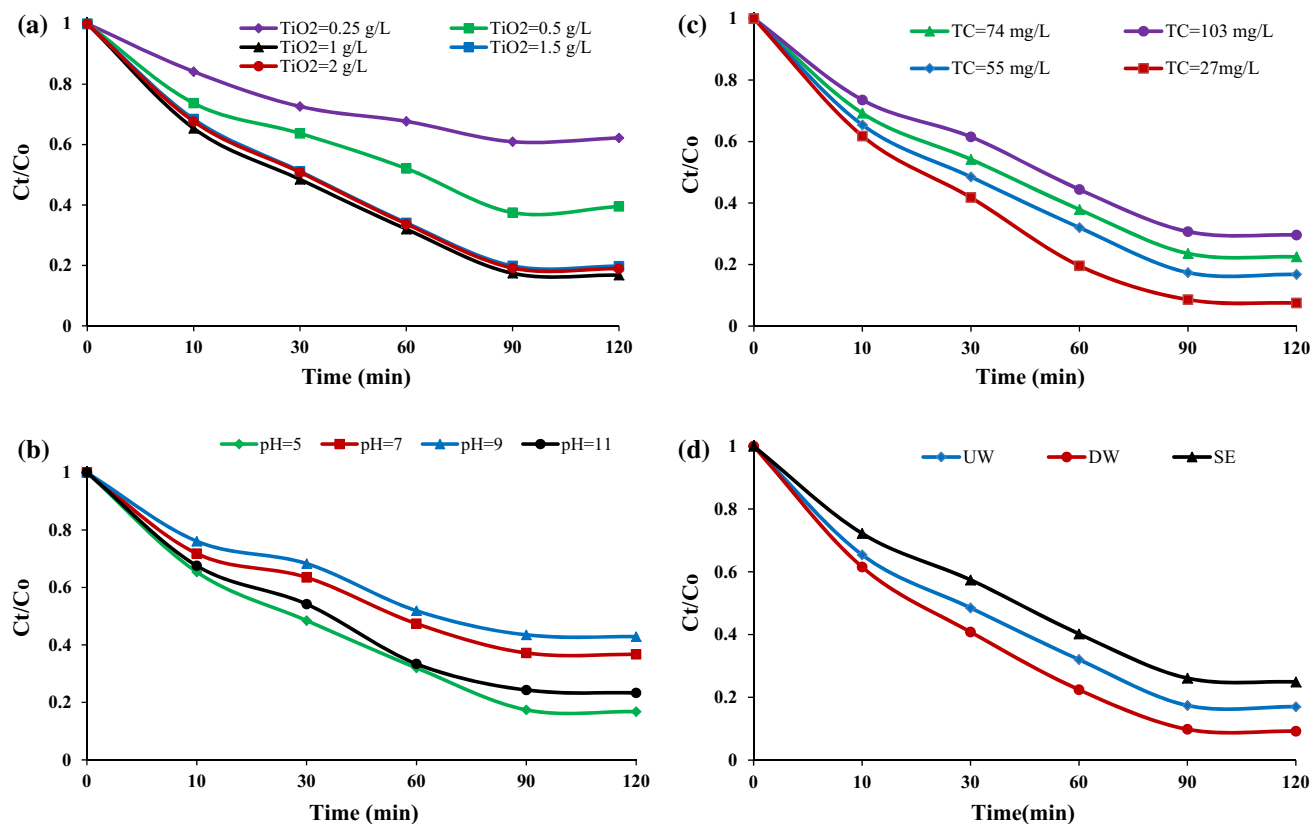 (a)
TiO2=0.25 g/L TiO2=0.5 g/L
TiO2=1 g/L TiO2=1.5 g/L
TiO2=2 g/L
1
0.8
0.6
0.4
0.2
0
Ct/Co
0 10 30 60 90 120
Time (min)
(c)
TC=74 mg/L TC=103 mg/L
TC=55 mg/L TC=27mg/L
1
0.8
0.6
0.4
0.2
0
Ct/Co
0 10 30 60 90 120
Time (min)
(b)
pH=5 pH=7 pH=9 pH=11
1
0.8
0.6
0.4
0.2
0
Ct/Co
0 10 30 60 90 120
Time (min)
(d)
UW DW SE
1
0.8
0.6
0.4
0.2
0
Ct/Co
0 10 30 60 90 120
Time(min)